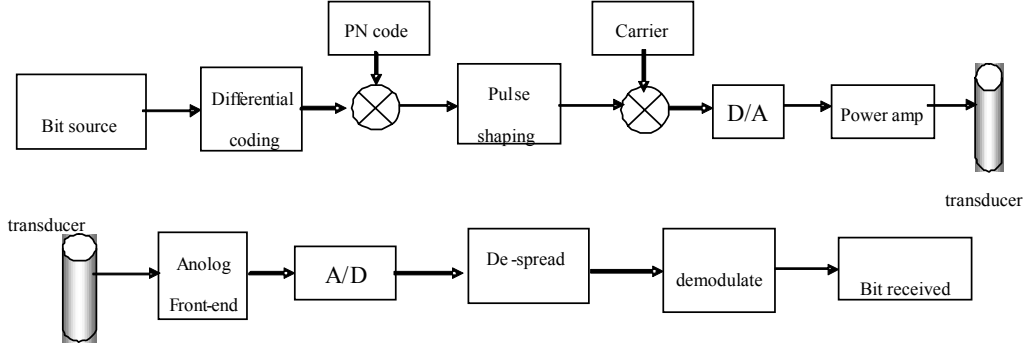 PN code
Carrier
Bit source
Differential
coding
Pulse
shaping
D/A
Power amp
transducer
transducer
Anolog
Front-end
A/D
De-spread
demodulate
Bit received